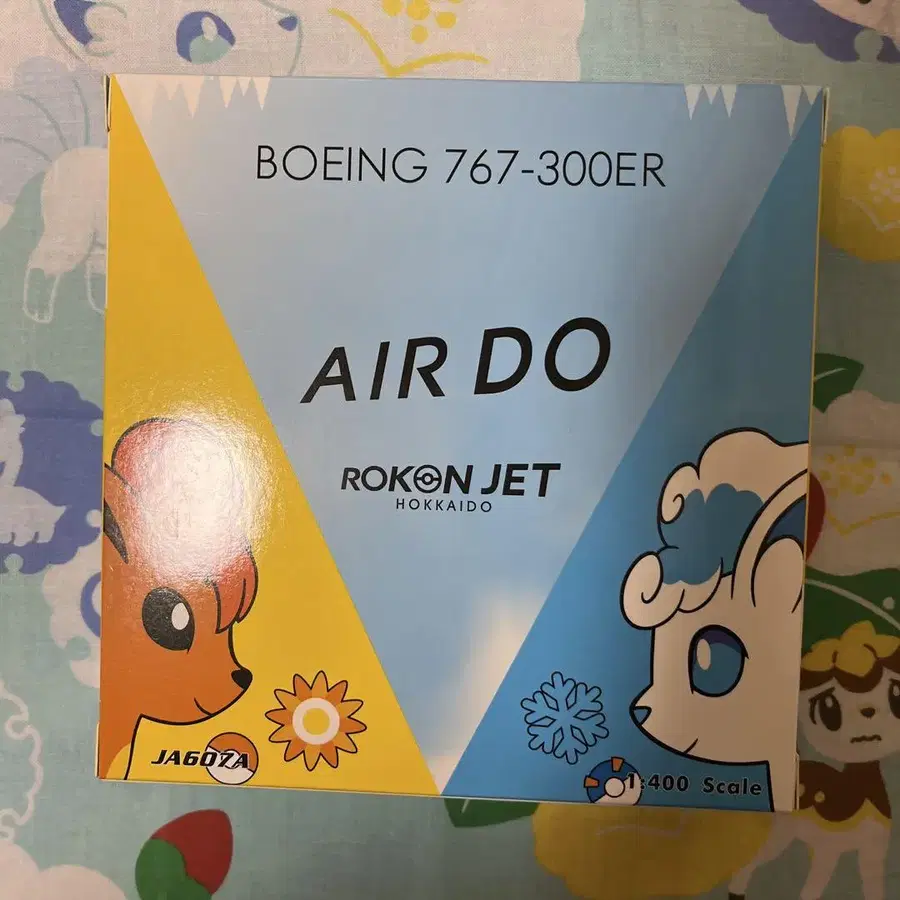 BOEING 767-300ER
AIR DO
ROKON JET
HOKKAIDO
JA607A
1:400 Scale